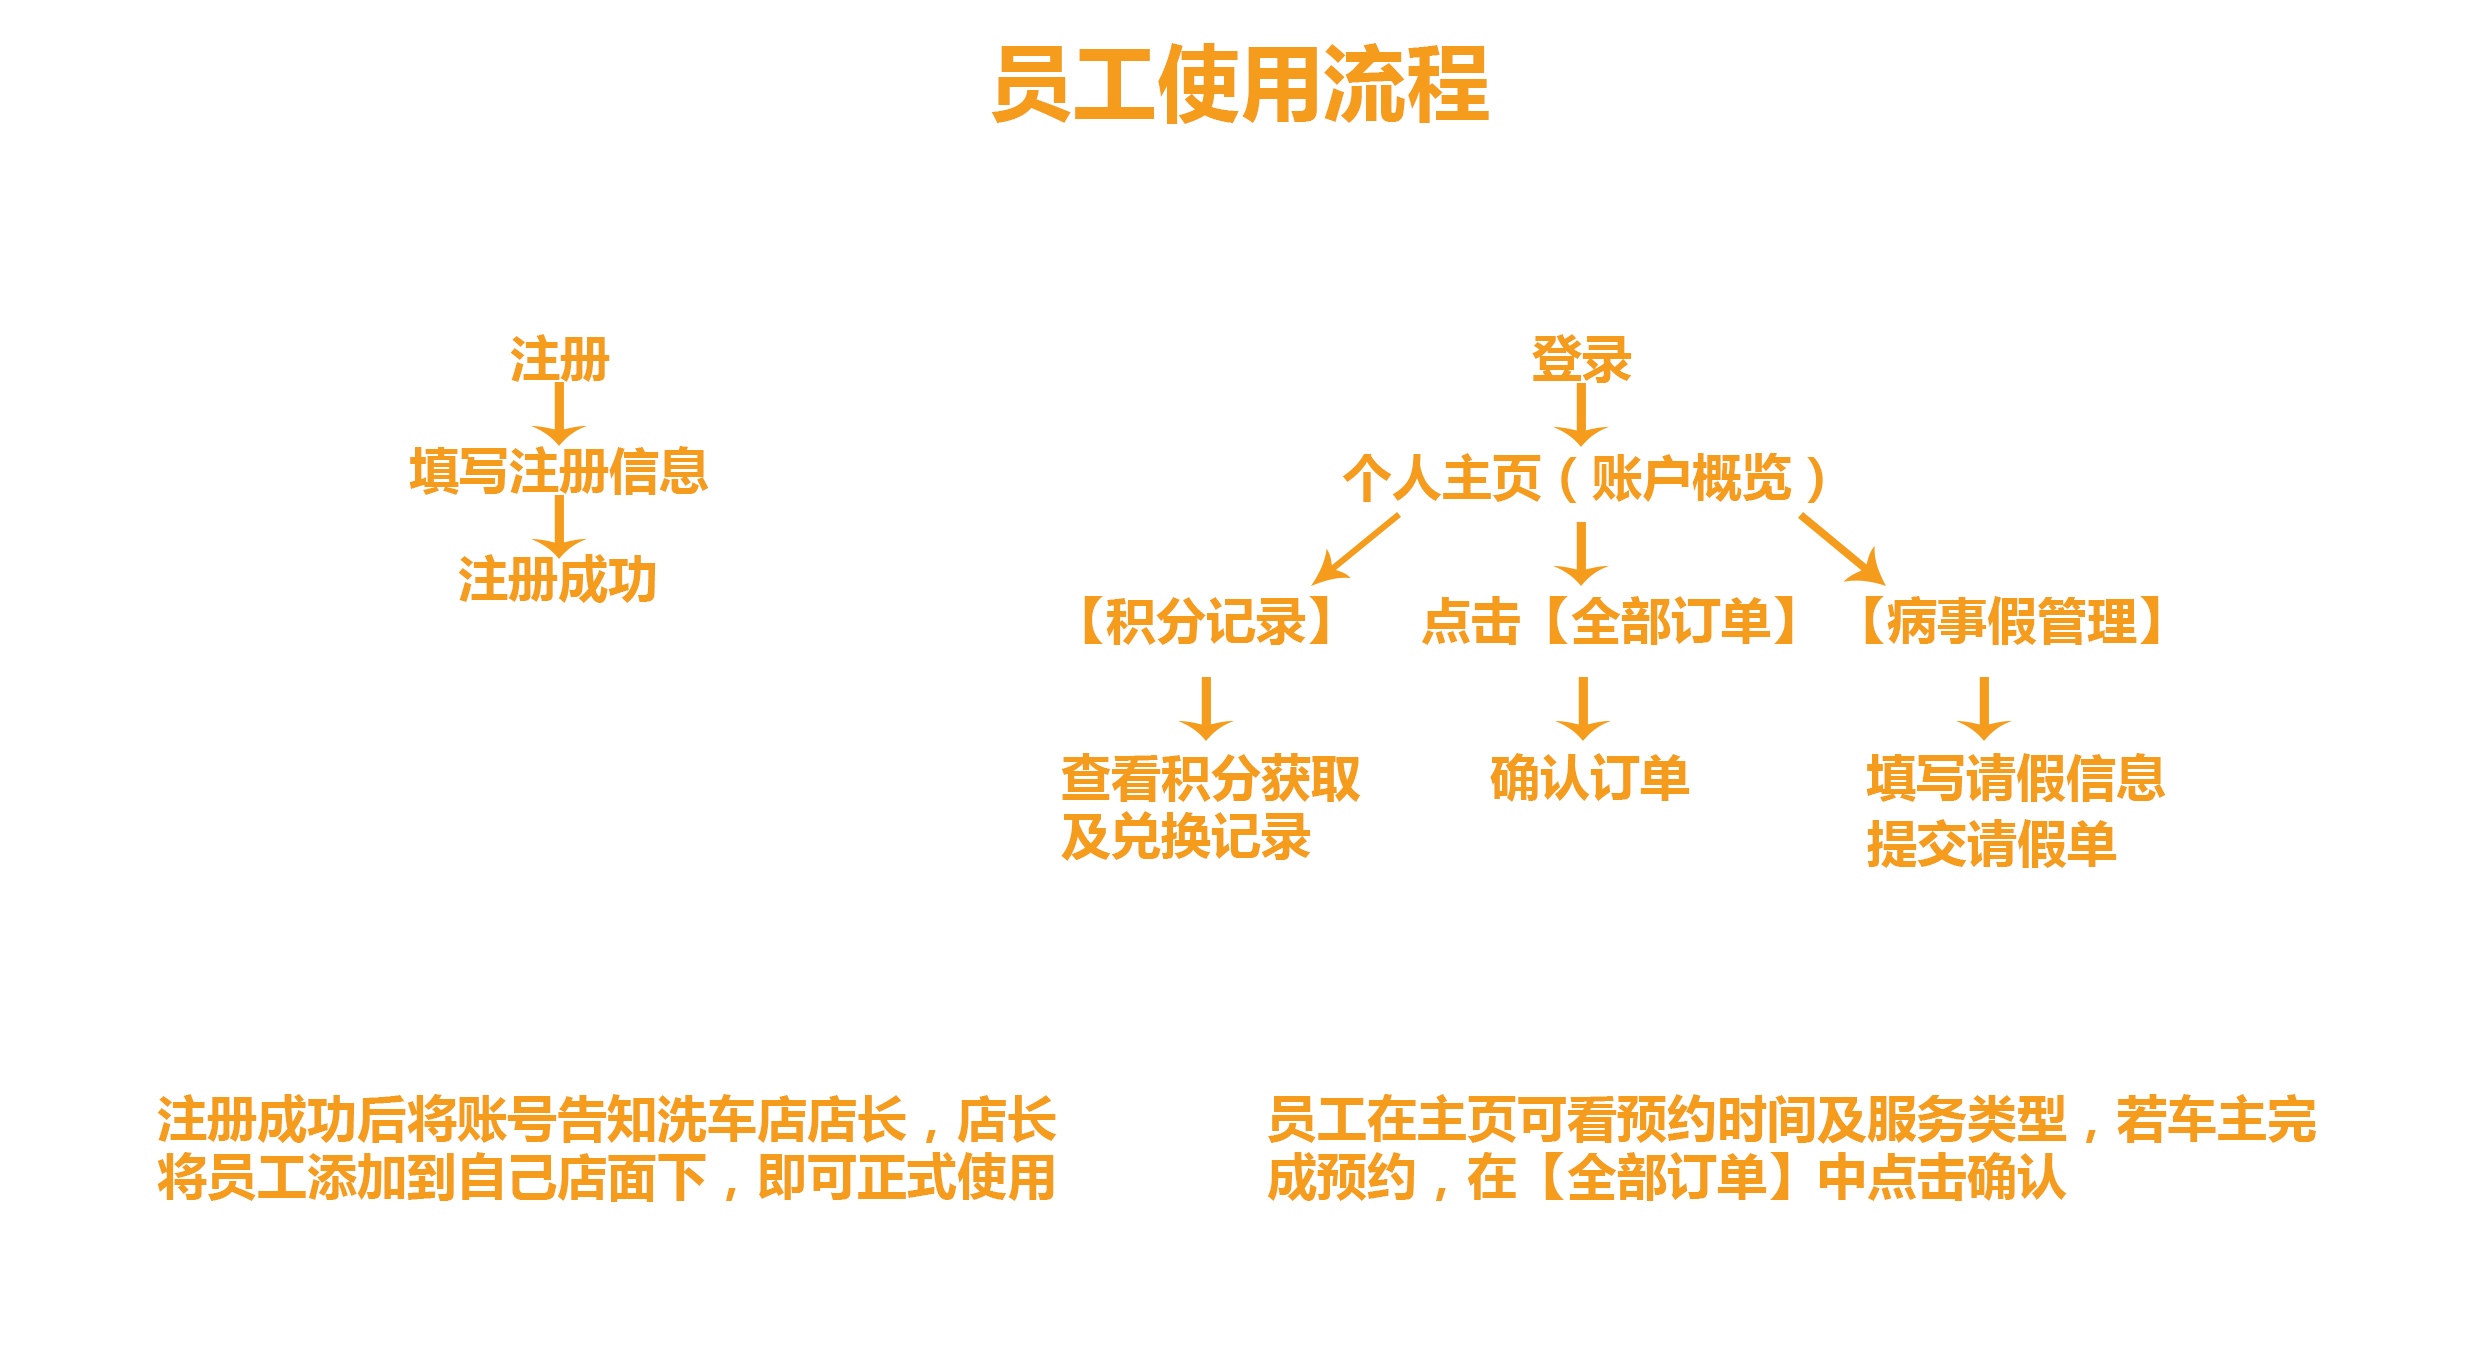 员工使用流程
注册
填写注册信息
注册成功
登录
个人主页（账户概览）
【积分记录】
点击【全部订单】
【病事假管理】
查看积分获取
及兑换记录
确认订单
填写请假信息
提交请假单
注册成功后将账号告知洗车店店长，店长
将员工添加到自己店面下，即可正式使用
员工在主页可看预约时间及服务类型，若车主完
成预约，在【全部订单】中点击确认